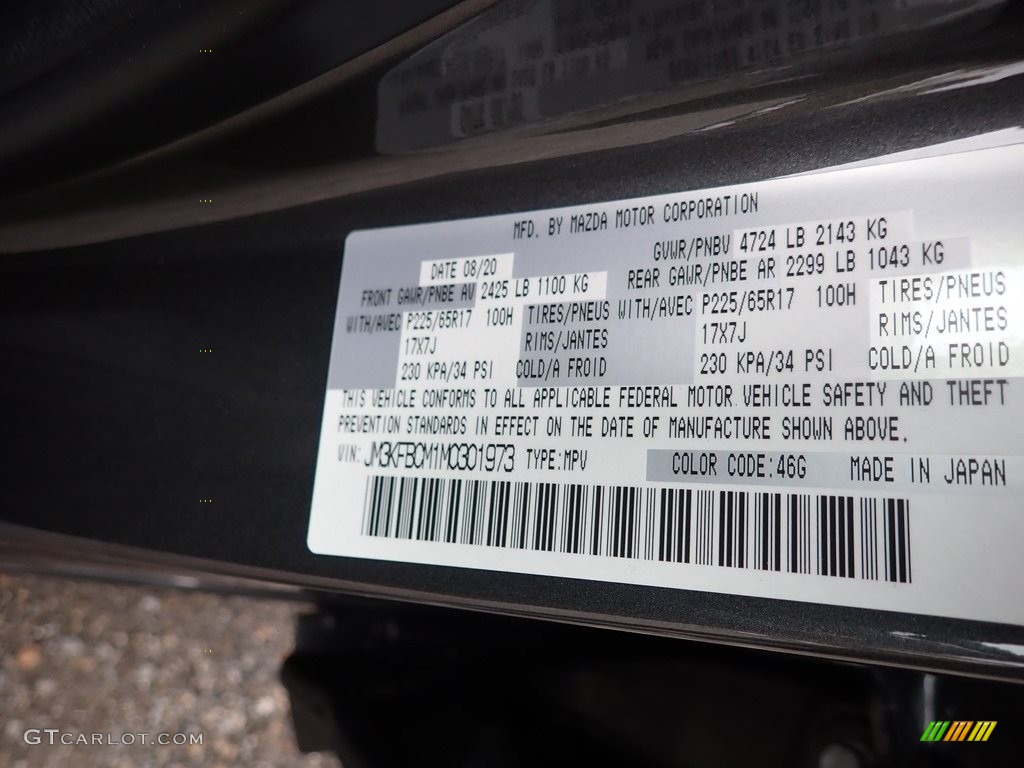 MFD. BY MAZDA MOTOR CORPORATION
DATE 08/20 GVWR/PNBV 4724 LB 2143 KG
FRONT GAWR/PNBE AV 2425 LB 1100 KG REAR GAWR/PNBE AR 2299 LB 1043 KG
WITH/AVEC P225/65R17 100H TIRES/PNEUS WITH/AVEC P225/65R17 100H TIRES/PNEUS
17X7J RIMS/JANTES 17X7J RIMS/JANTES
230 KPA/34 PSI COLD/A FROID 230 KPA/34 PSI COLD/A FROID
THIS VEHICLE CONFORMS TO ALL APPLICABLE FEDERAL MOTOR VEHICLE SAFETY AND THEFT
PREVENTION STANDARDS IN EFFECT ON THE DATE OF MANUFACTURE SHOWN ABOVE.
VIN: JM3KFBCM1M0301973 TYPE:MPV COLOR CODE:46G MADE IN JAPAN
GTCARLOT.COM